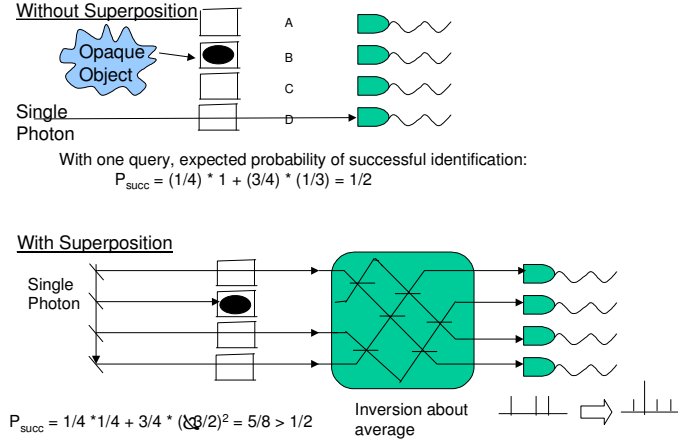 Without Superposition
A
Opaque
Object
B
C
Single
Photon
D
With one query, expected probability of successful identification:
Psucc = (1/4) * 1 + (3/4) * (1/3) = 1/2
With Superposition
Single
Photon
Psucc = 1/4 *1/4 + 3/4 * (3/2)² = 5/8 > 1/2
Inversion about
average